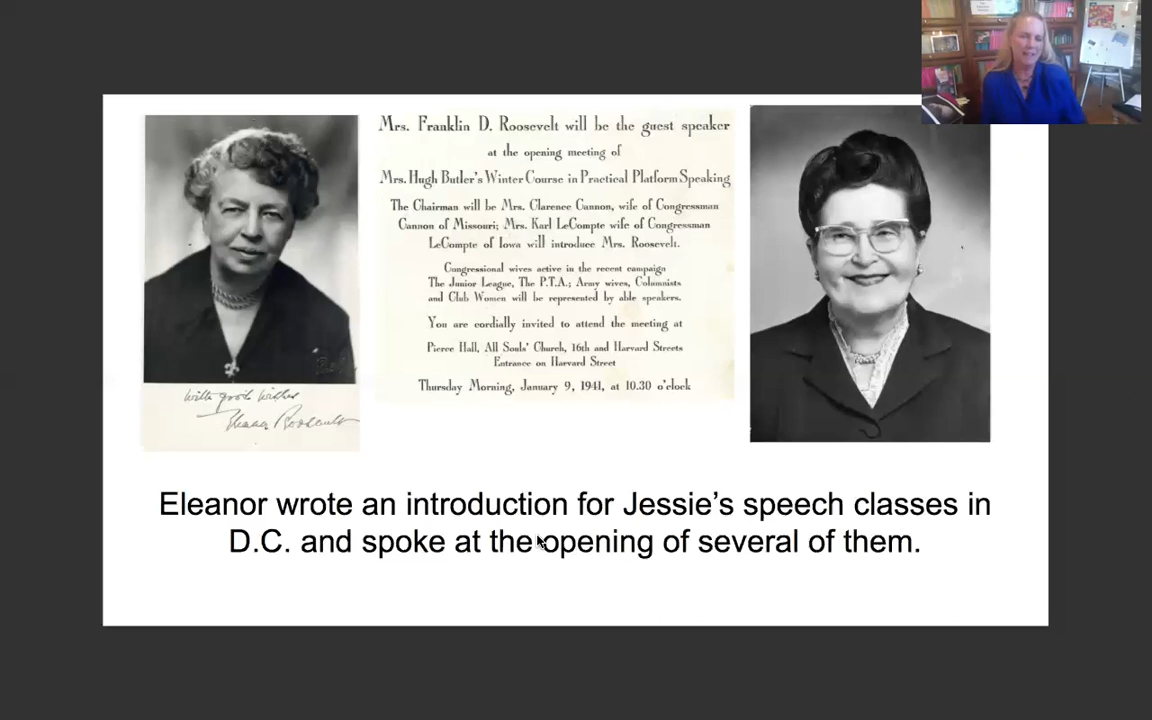 Mrs. Franklin D. Roosevelt will be the guest speaker
at the opening meeting of
Mrs. Hugh Butler's Winter Course in Practical Platform Speaking
The Chairman will be Mrs. Clarence Cannon, wife of Congressman
Cannon of Missouri; Mrs. Karl LeCompte wife of Congressman
LeCompte of Iowa will introduce Mrs. Roosevelt.
Congressional wives active in the recent campaign
The Junior League, The P.T.A.; Army wives, Columnists
and Club Women will be represented by able speakers.
You are cordially invited to attend the meeting at
Pierce Hall, All Souls' Church, 16th and Harvard Streets
Entrance on Harvard Street
Thursday Morning, January 9, 1941, at 10.30 o'clock
With good wishes
Eleanor Roosevelt
Eleanor wrote an introduction for Jessie’s speech classes in
D.C. and spoke at the opening of several of them.